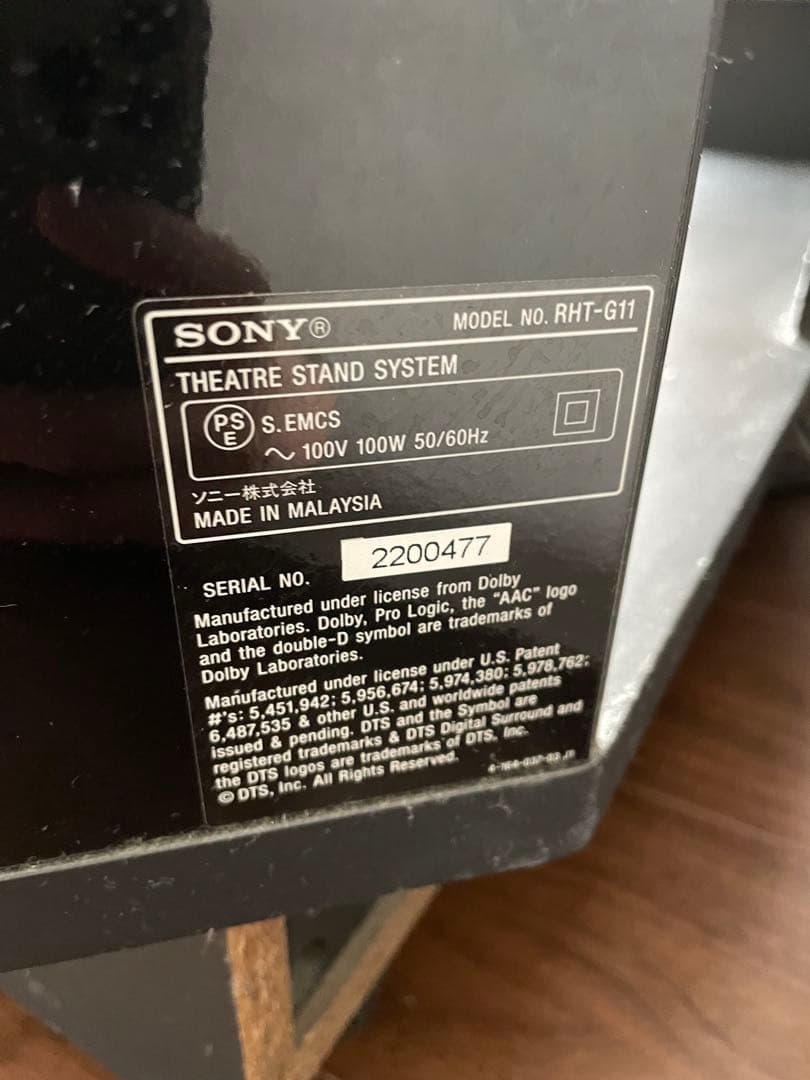 SONY® MODEL NO. RHT-G11
THEATRE STAND SYSTEM
PSE S.EMCS
~ 100V 100W 50/60Hz
ソニー株式会社
MADE IN MALAYSIA
SERIAL NO. 2200477
Manufactured under license from Dolby
Laboratories. Dolby, Pro Logic, the “AAC” logo
and the double-D symbol are trademarks of
Dolby Laboratories.
Manufactured under license under U.S. Patent
#'s: 5,451,942; 5,956,674; 5,974,380; 5,978,762;
6,487,535 & other U.S. and worldwide patents
issued & pending. DTS and the Symbol are
registered trademarks & DTS Digital Surround and
the DTS logos are trademarks of DTS, Inc.
© DTS, Inc. All Rights Reserved.